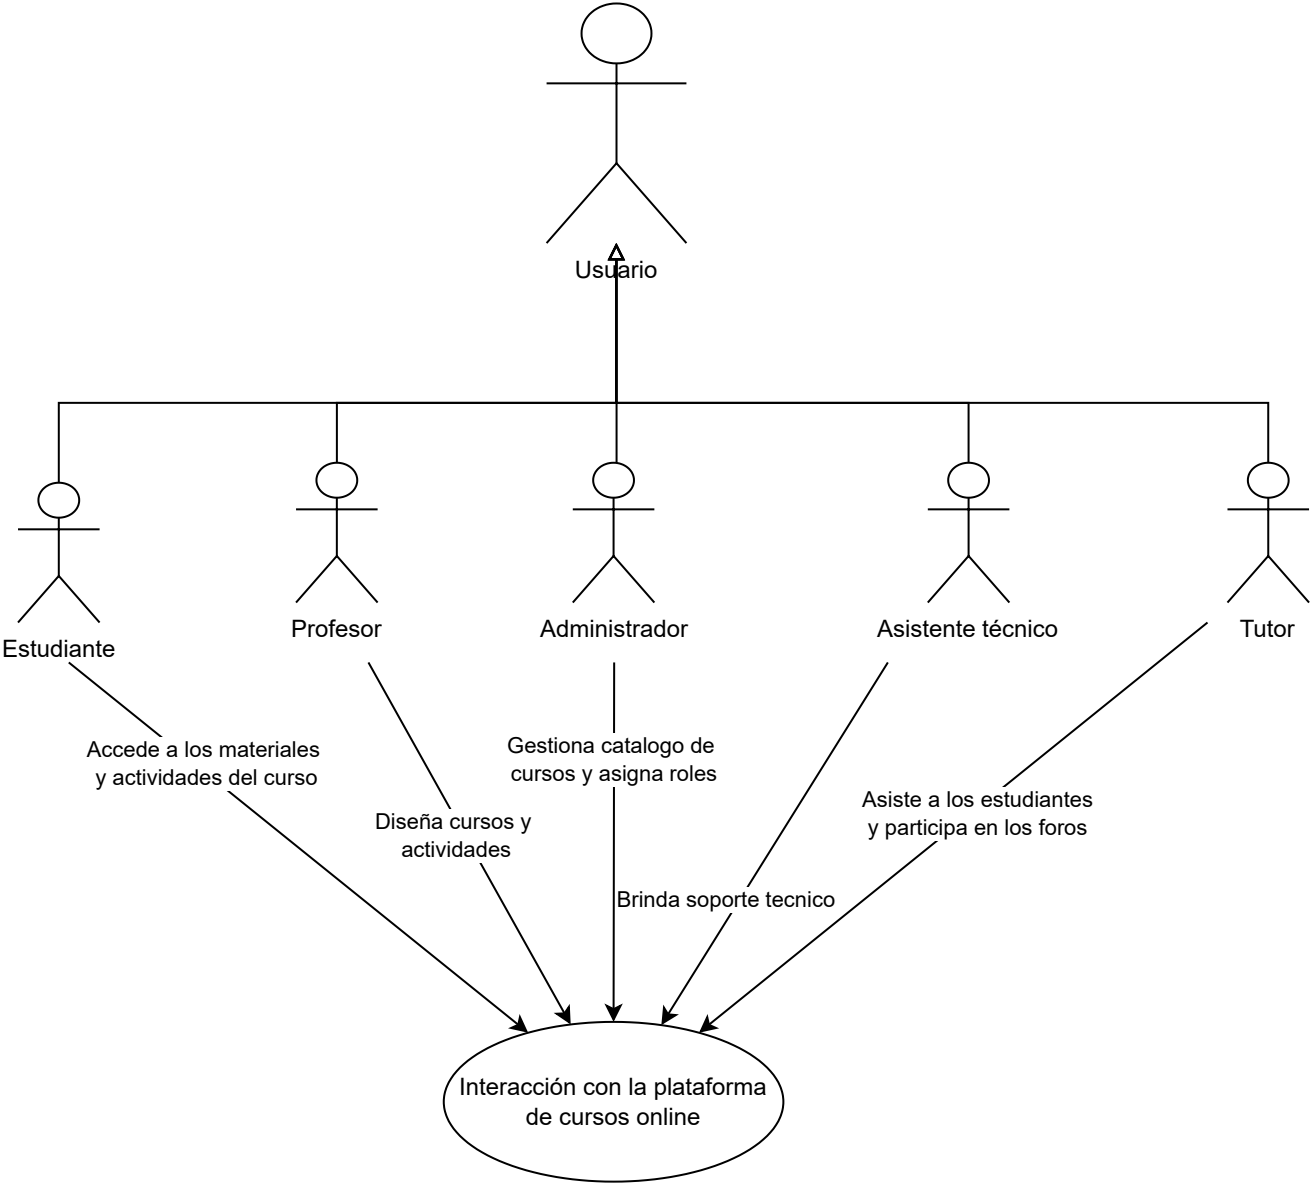 Usuario
Estudiante
Profesor
Administrador
Asistente técnico
Tutor
Accede a los materiales
y actividades del curso
Diseña cursos y
actividades
Gestiona catalogo de
cursos y asigna roles
Brinda soporte tecnico
Asiste a los estudiantes
y participa en los foros
Interacción con la plataforma
de cursos online